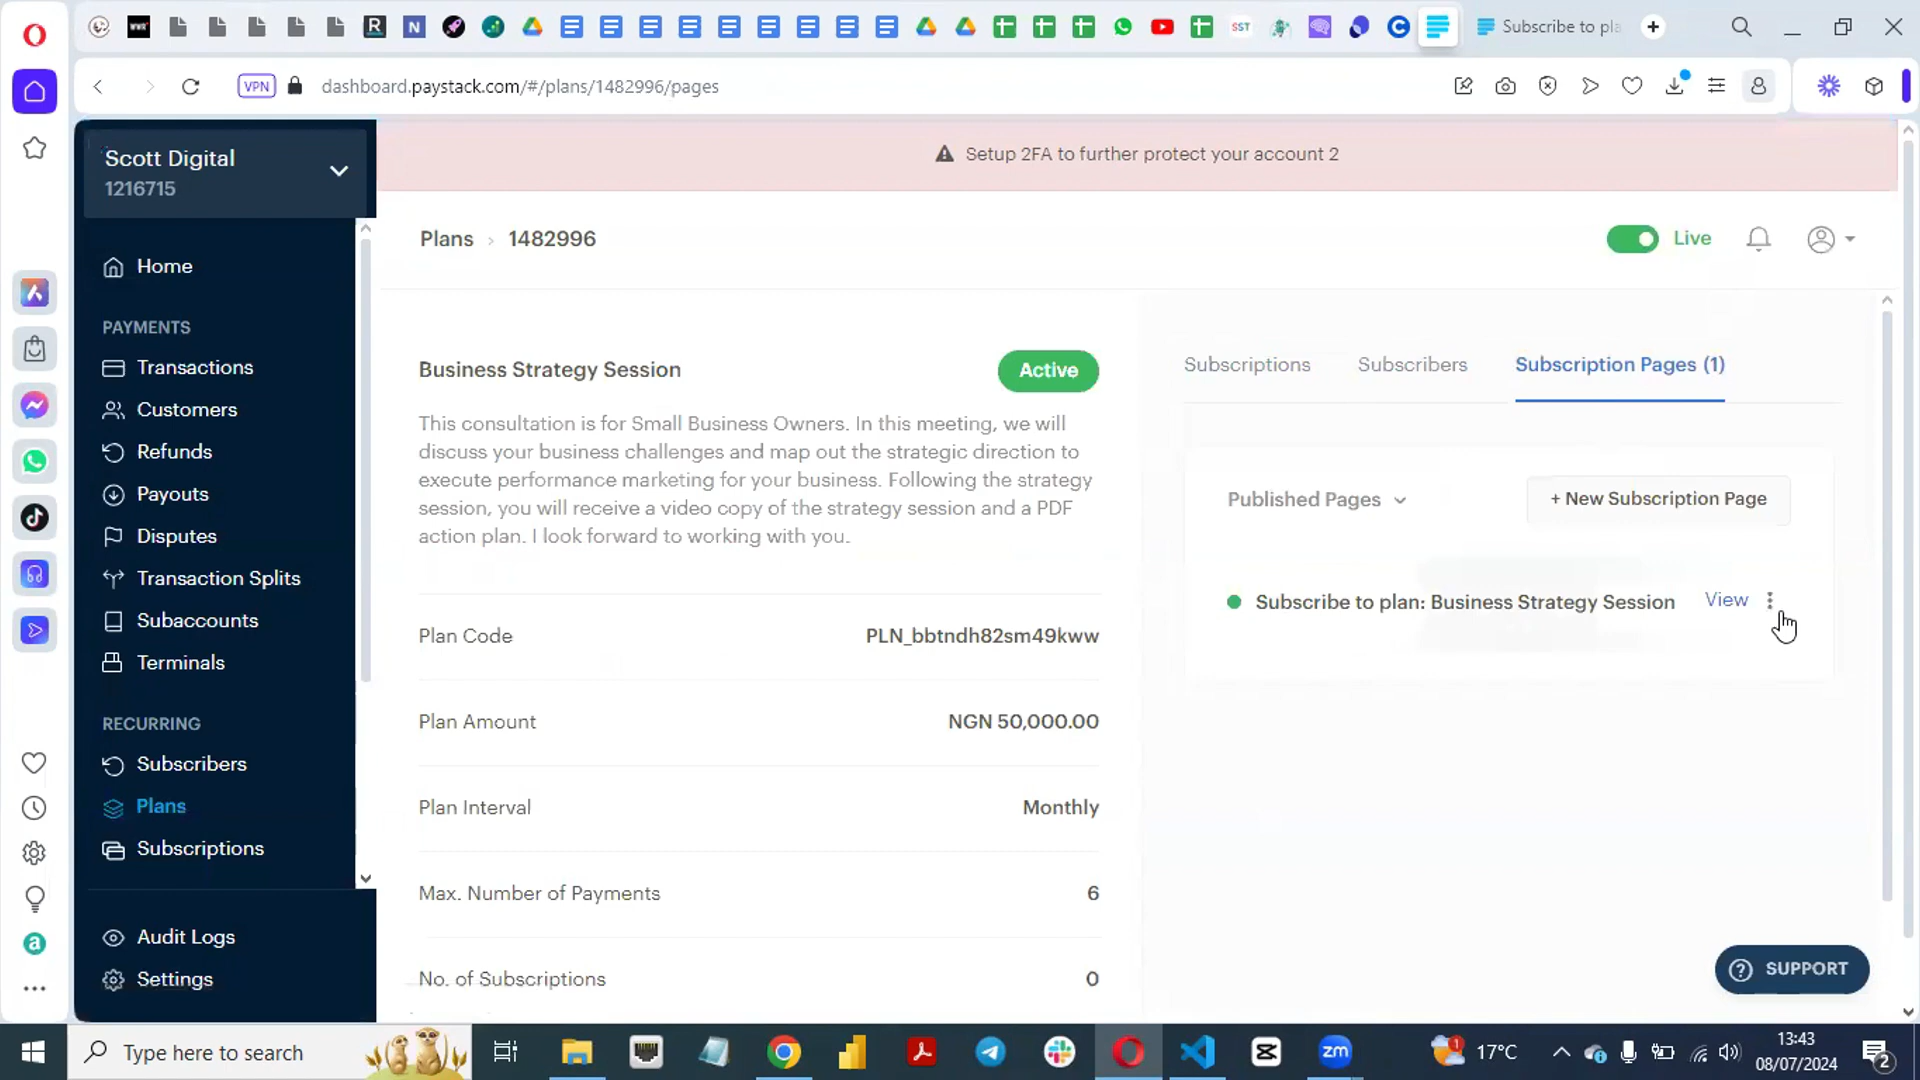 Subscribe to pla
VPN
dashboard.paystack.com/#/plans/1482996/pages
Scott Digital
1216715
Setup 2FA to further protect your account 2
Plans > 1482996
Live
Home
PAYMENTS
Transactions
Customers
Refunds
Payouts
Disputes
Transaction Splits
Subaccounts
Terminals
RECURRING
Subscribers
Plans
Subscriptions
Audit Logs
Settings
Business Strategy Session
Active
This consultation is for Small Business Owners. In this meeting, we will
discuss your business challenges and map out the strategic direction to
execute performance marketing for your business. Following the strategy
session, you will receive a video copy of the strategy session and a PDF
action plan. I look forward to working with you.
Plan Code PLN_bbtndh82sm49kww
Plan Amount NGN 50,000.00
Plan Interval Monthly
Max. Number of Payments 6
No. of Subscriptions 0
Subscriptions Subscribers Subscription Pages (1)
Published Pages + New Subscription Page
Subscribe to plan: Business Strategy Session View
SUPPORT
Type here to search
zm
1
17°C
13:43
08/07/2024
2